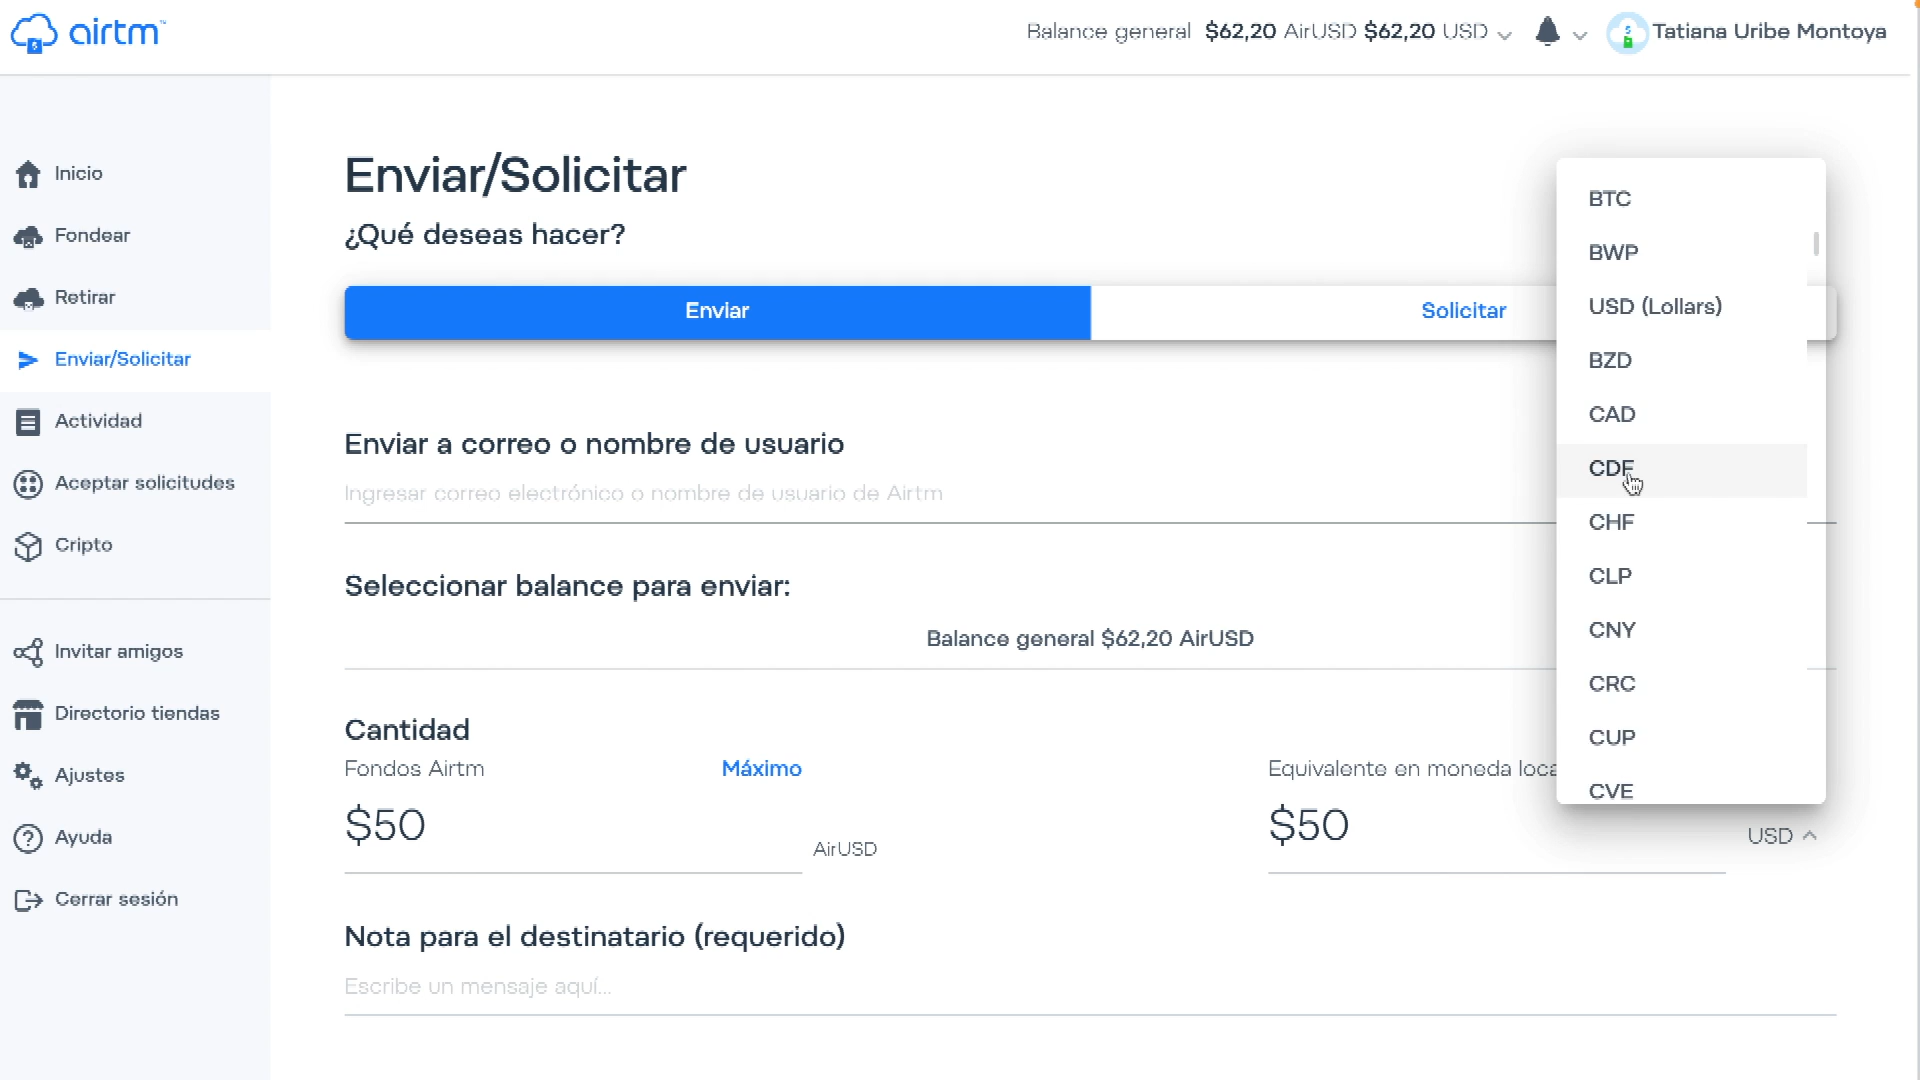 airtm™
Balance general $62,20 AirUSD $62,20 USD
Tatiana Uribe Montoya
Inicio
Fondear
Retirar
Enviar/Solicitar
Actividad
Aceptar solicitudes
Cripto
Invitar amigos
Directorio tiendas
Ajustes
Ayuda
Cerrar sesión
Enviar/Solicitar
¿Qué deseas hacer?
Enviar
Solicitar
Enviar a correo o nombre de usuario
Ingresar correo electrónico o nombre de usuario de Airtm
Seleccionar balance para enviar:
Balance general $62,20 AirUSD
Cantidad
Fondos Airtm
Máximo
$50
AirUSD
Equivalente en moneda loca
$50
USD
BTC
BWP
USD (Lollars)
BZD
CAD
CDF
CHF
CLP
CNY
CRC
CUP
CVE
Nota para el destinatario (requerido)
Escribe un mensaje aquí...